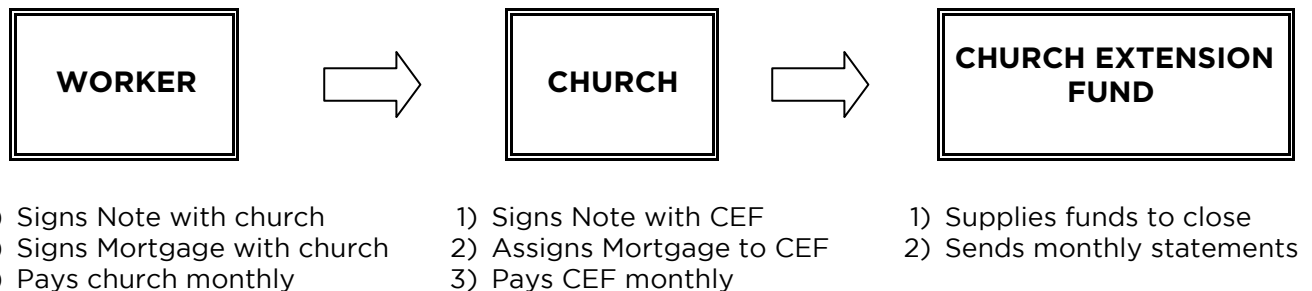 WORKER
CHURCH
CHURCH EXTENSION
FUND
) Signs Note with church
) Signs Mortgage with church
) Pays church monthly
1) Signs Note with CEF
2) Assigns Mortgage to CEF
3) Pays CEF monthly
1) Supplies funds to close
2) Sends monthly statements